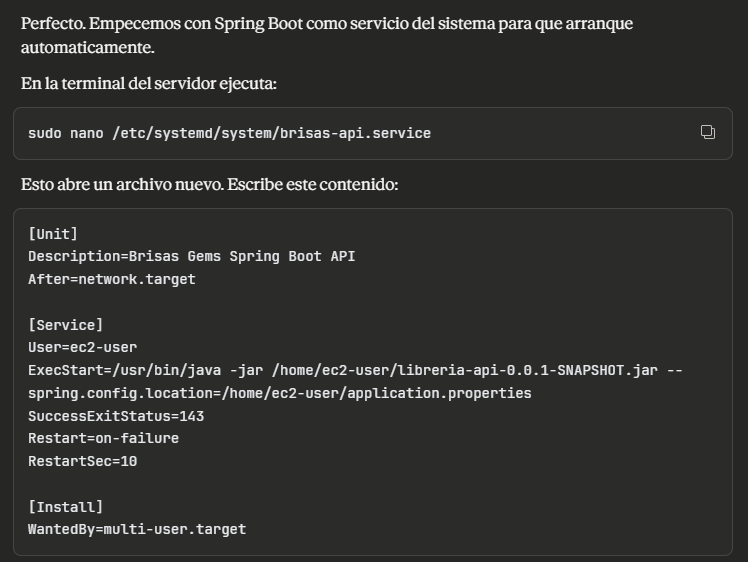 Perfecto. Empecemos con Spring Boot como servicio del sistema para que arranque
automaticamente.
En la terminal del servidor ejecuta:
sudo nano /etc/systemd/system/brisas-api.service
Esto abre un archivo nuevo. Escribe este contenido:
[Unit]
Description=Brisas Gems Spring Boot API
After=network.target
[Service]
User=ec2-user
ExecStart=/usr/bin/java -jar /home/ec2-user/libreria-api-0.0.1-SNAPSHOT.jar --
spring.config.location=/home/ec2-user/application.properties
SuccessExitStatus=143
Restart=on-failure
RestartSec=10
[Install]
WantedBy=multi-user.target